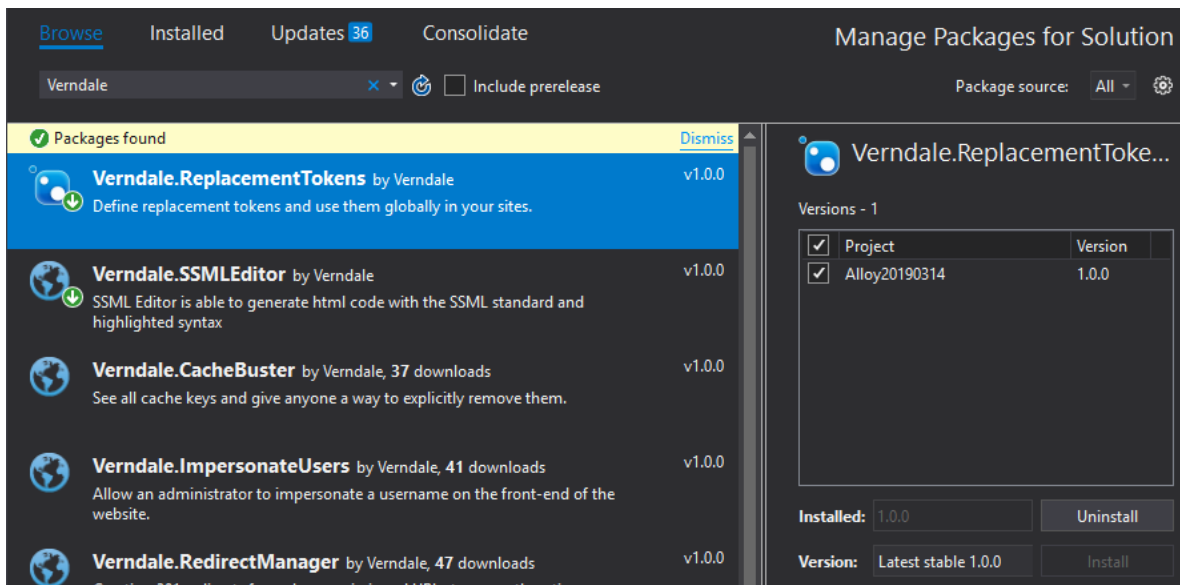 Browse Installed Updates 36 Consolidate
Manage Packages for Solution
Verndale
Include prerelease
Package source: All
Packages found
Dismiss
Verndale.ReplacementTokens by Verndale v1.0.0
Define replacement tokens and use them globally in your sites.
Verndale.SSMLEditor by Verndale v1.0.0
SSML Editor is able to generate html code with the SSML standard and
highlighted syntax
Verndale.CacheBuster by Verndale, 37 downloads v1.0.0
See all cache keys and give anyone a way to explicitly remove them.
Verndale.ImpersonateUsers by Verndale, 41 downloads v1.0.0
Allow an administrator to impersonate a username on the front-end of the
website.
Verndale.RedirectManager by Verndale, 47 downloads v1.0.0
Verndale.ReplacementToke...
Versions - 1
Project Version
Alloy20190314 1.0.0
Installed: 1.0.0 Uninstall
Version: Latest stable 1.0.0 Install